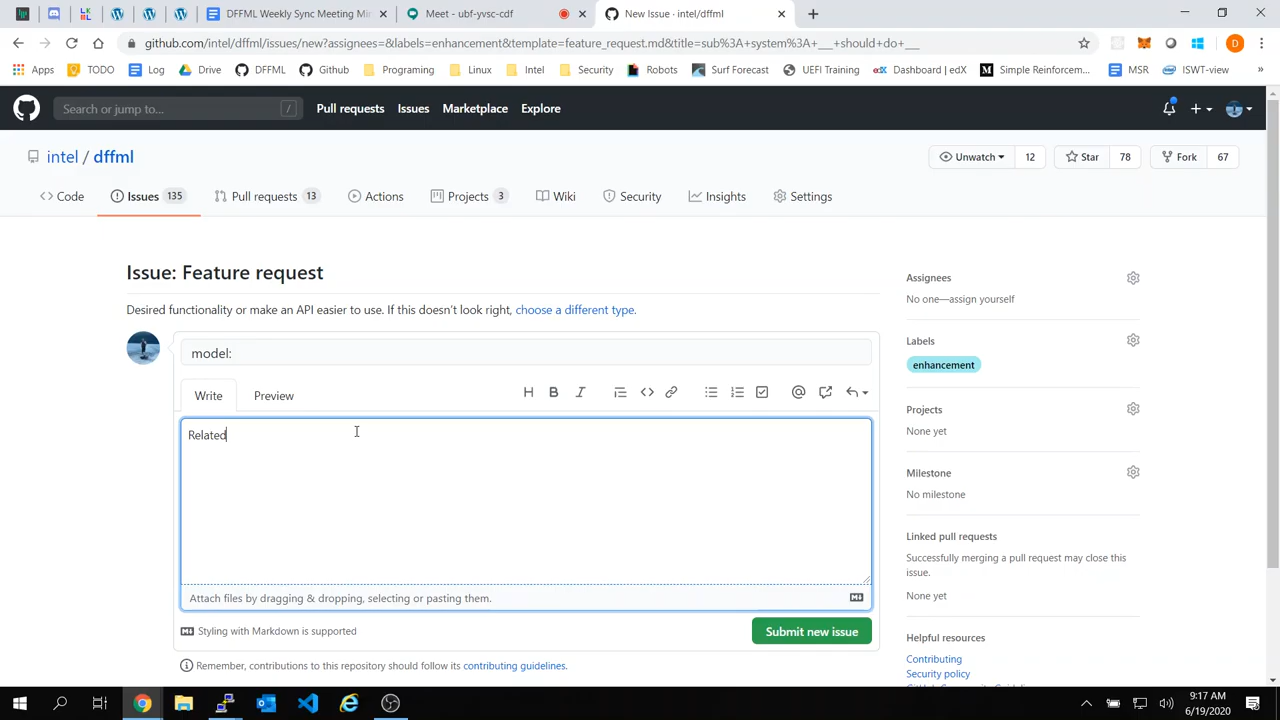 DFFML Weekly Sync Meeting Min
Meet - ubf-yvsc-cdf
New Issue · intel/dffml
github.com/intel/dffml/issues/new?assignees=&labels=enhancement&template=feature_request.md&title=sub%3A+system%3A+___+should+do+___
D
Apps
TODO
Log
Drive
DFFML
Github
Programming
Linux
Intel
Security
Robots
Surf Forecast
UEFI Training
Dashboard | edX
Simple Reinforcem...
MSR
ISWT-view
»
Search or jump to...
/
Pull requests
Issues
Marketplace
Explore
intel / dffml
Unwatch 12
Star 78
Fork 67
Code
Issues 135
Pull requests 13
Actions
Projects 3
Wiki
Security
Insights
Settings
Issue: Feature request
Desired functionality or make an API easier to use. If this doesn't look right, choose a different type.
model:
Write
Preview
Related
Attach files by dragging & dropping, selecting or pasting them.
Styling with Markdown is supported
Submit new issue
Remember, contributions to this repository should follow its contributing guidelines.
Assignees
No one—assign yourself
Labels
enhancement
Projects
None yet
Milestone
No milestone
Linked pull requests
Successfully merging a pull request may close this
issue.
None yet
Helpful resources
Contributing
Security policy
9:17 AM
6/19/2020